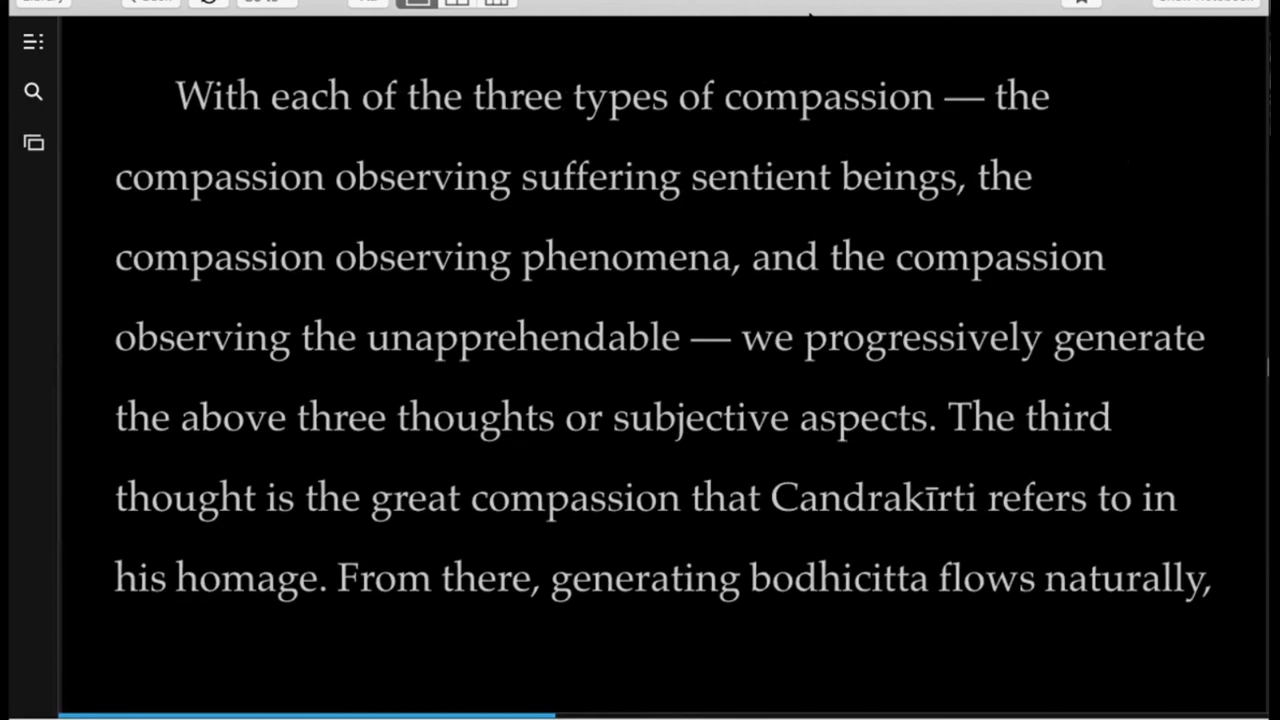 With each of the three types of compassion — the
compassion observing suffering sentient beings, the
compassion observing phenomena, and the compassion
observing the unapprehendable — we progressively generate
the above three thoughts or subjective aspects. The third
thought is the great compassion that Candrakīrti refers to in
his homage. From there, generating bodhicitta flows naturally,